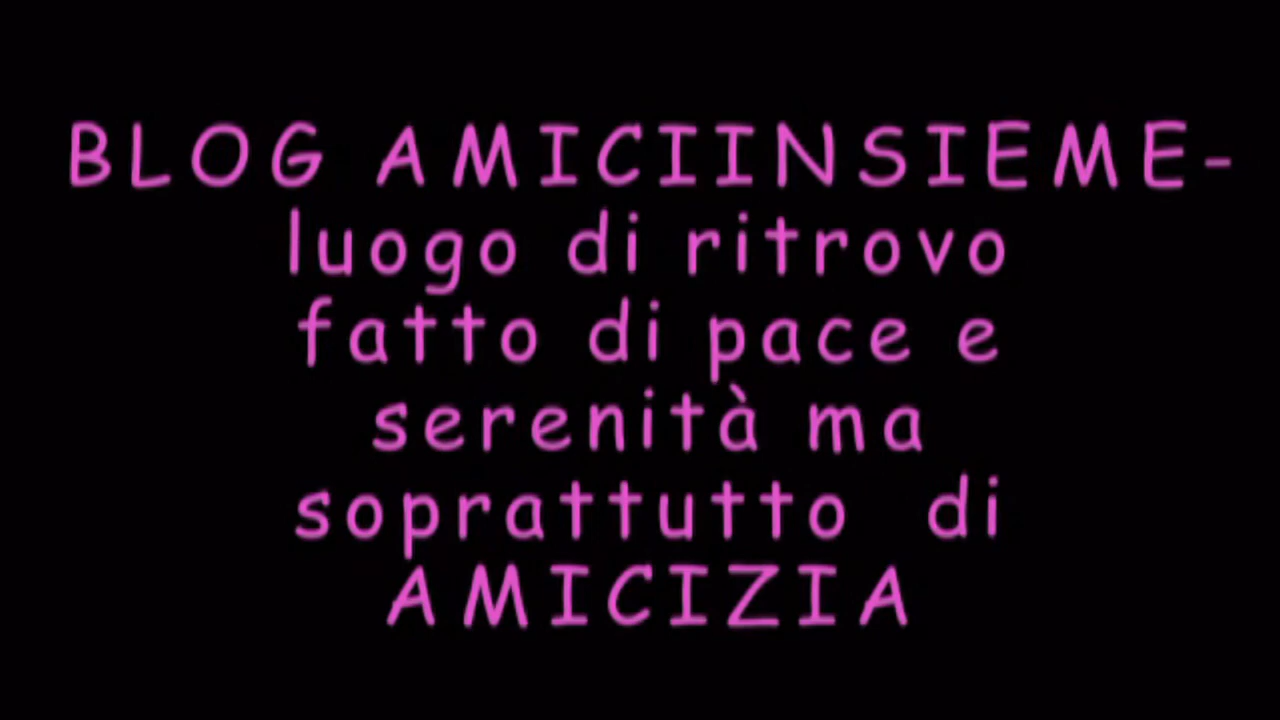 BLOG AMICIINSIEME-
luogo di ritrovo
fatto di pace e
serenità ma
soprattutto di
AMICIZIA